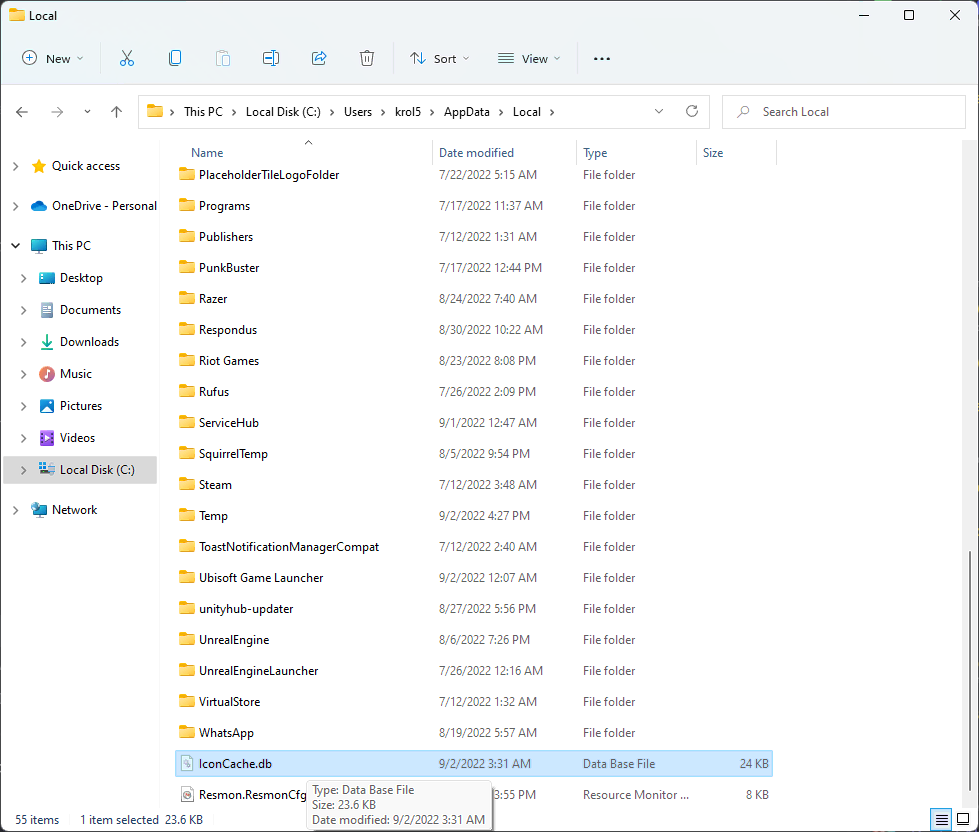 Local
New Sort View
This PC Local Disk (C:) Users krol5 AppData Local Search Local
Name Date modified Type Size
Quick access
OneDrive - Personal
This PC
Desktop
Documents
Downloads
Music
Pictures
Videos
Local Disk (C:)
Network
PlaceholderTileLogoFolder 7/22/2022 5:15 AM File folder
Programs 7/17/2022 11:37 AM File folder
Publishers 7/12/2022 1:31 AM File folder
PunkBuster 7/17/2022 12:44 PM File folder
Razer 8/24/2022 7:40 AM File folder
Respondus 8/30/2022 10:22 AM File folder
Riot Games 8/23/2022 8:08 PM File folder
Rufus 7/26/2022 2:09 PM File folder
ServiceHub 9/1/2022 12:47 AM File folder
SquirrelTemp 8/5/2022 9:54 PM File folder
Steam 7/12/2022 3:48 AM File folder
Temp 9/2/2022 4:27 PM File folder
ToastNotificationManagerCompat 7/12/2022 2:40 AM File folder
Ubisoft Game Launcher 9/2/2022 12:07 AM File folder
unityhub-updater 8/27/2022 5:56 PM File folder
UnrealEngine 8/6/2022 7:26 PM File folder
UnrealEngineLauncher 7/26/2022 12:16 AM File folder
VirtualStore 7/12/2022 1:32 AM File folder
WhatsApp 8/19/2022 5:57 AM File folder
IconCache.db 9/2/2022 3:31 AM Data Base File 24 KB
Resmon.ResmonCfg 3:55 PM Resource Monitor ... 8 KB
Type: Data Base File
Size: 23.6 KB
Date modified: 9/2/2022 3:31 AM
55 items 1 item selected 23.6 KB